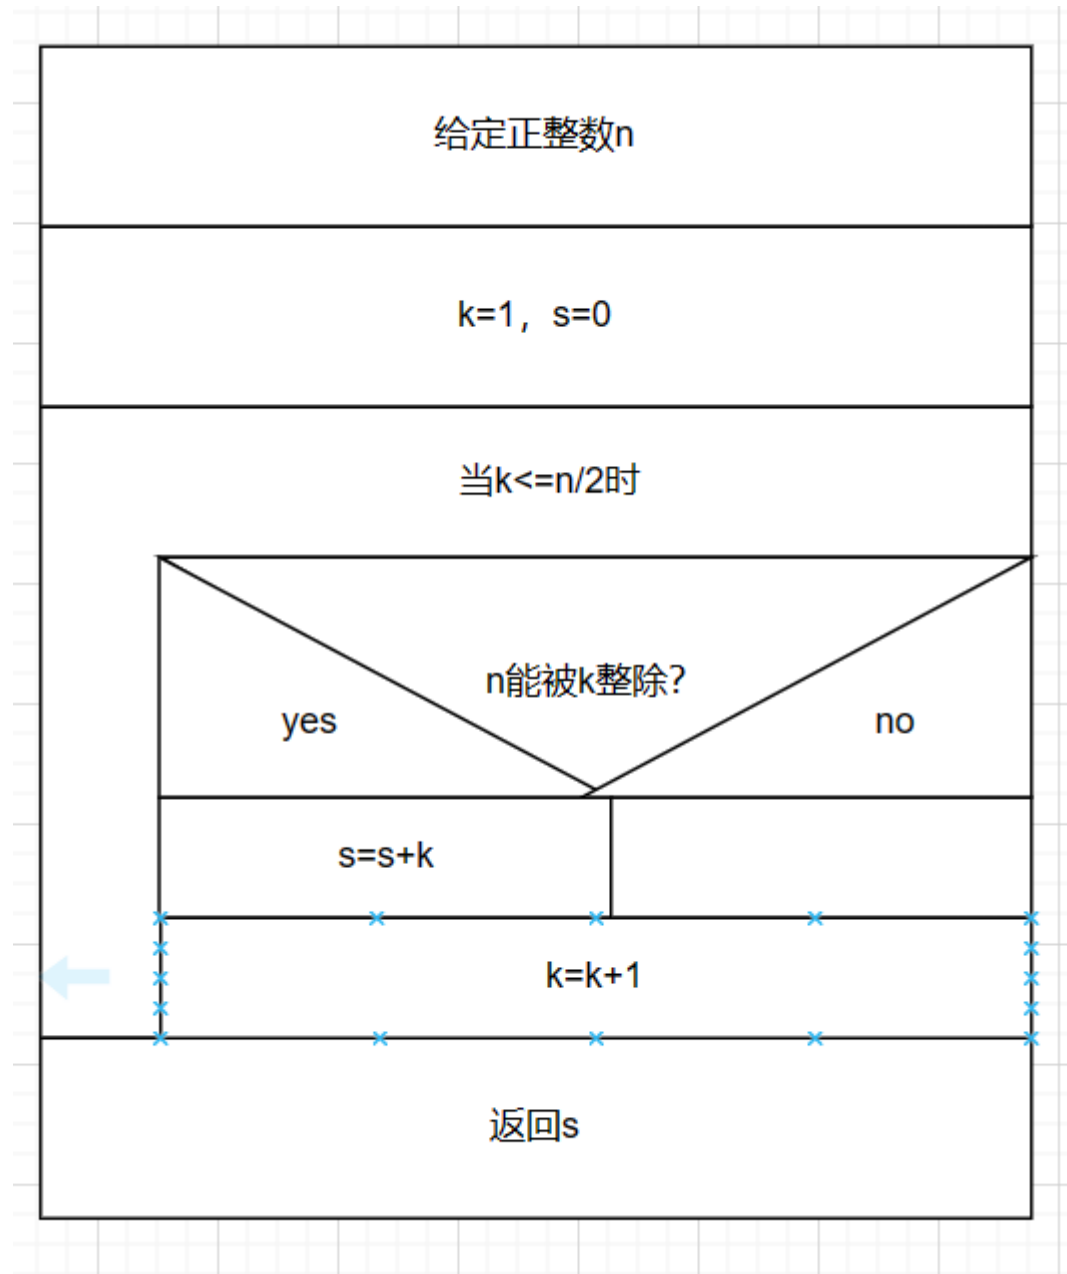 给定正整数n
k=1，s=0
当k<=n/2时
n能被k整除？
yes
no
s=s+k
k=k+1
返回s